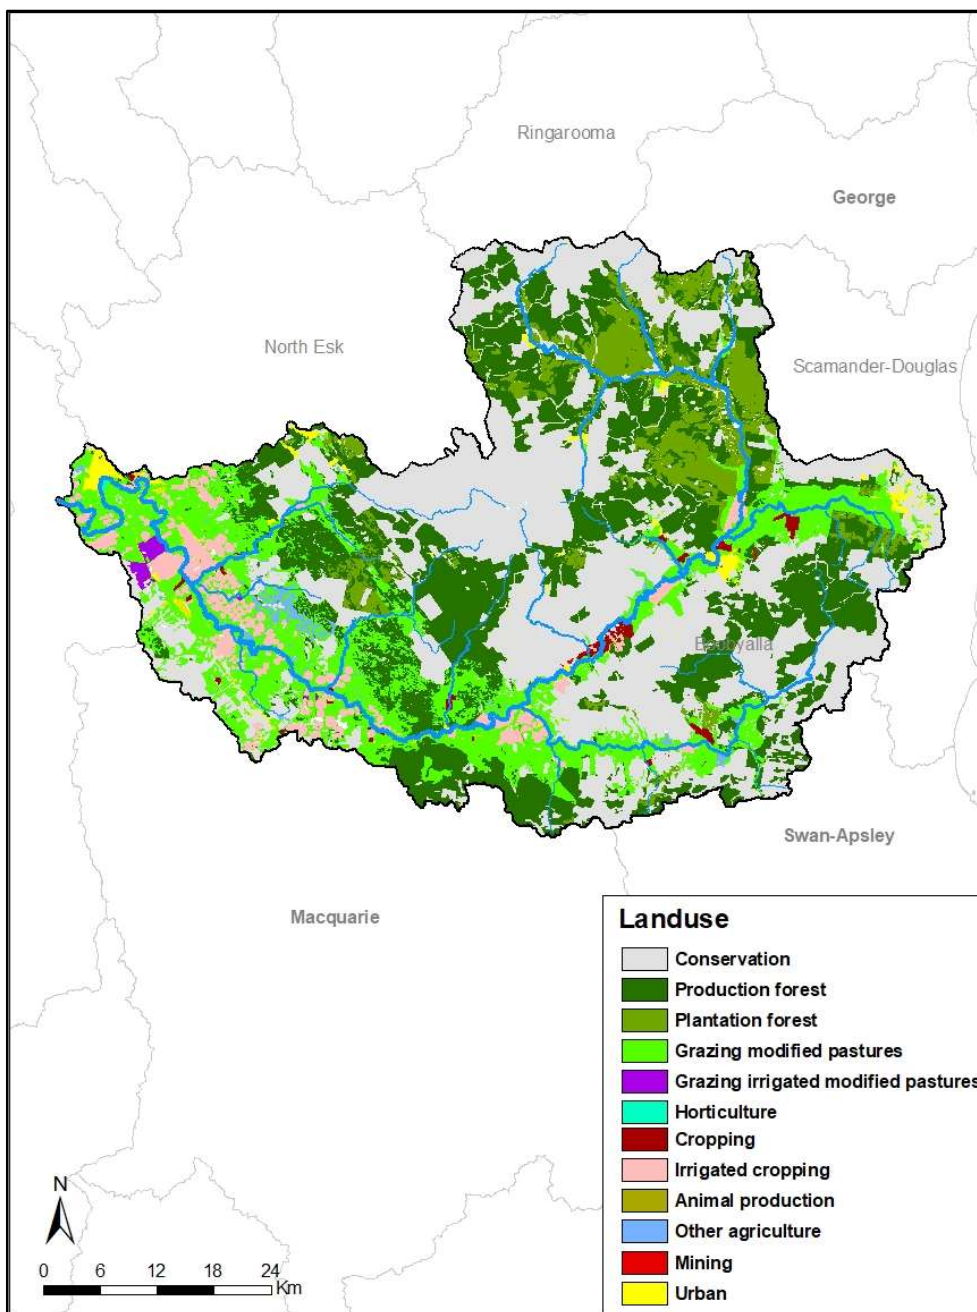 Ringarooma
George
North Esk
Scamander-Douglas
Boobyalla
Swan-Apsley
Macquarie
Landuse
Conservation
Production forest
Plantation forest
Grazing modified pastures
Grazing irrigated modified pastures
Horticulture
Cropping
Irrigated cropping
Animal production
Other agriculture
Mining
Urban
N
0 6 12 18 24
Km